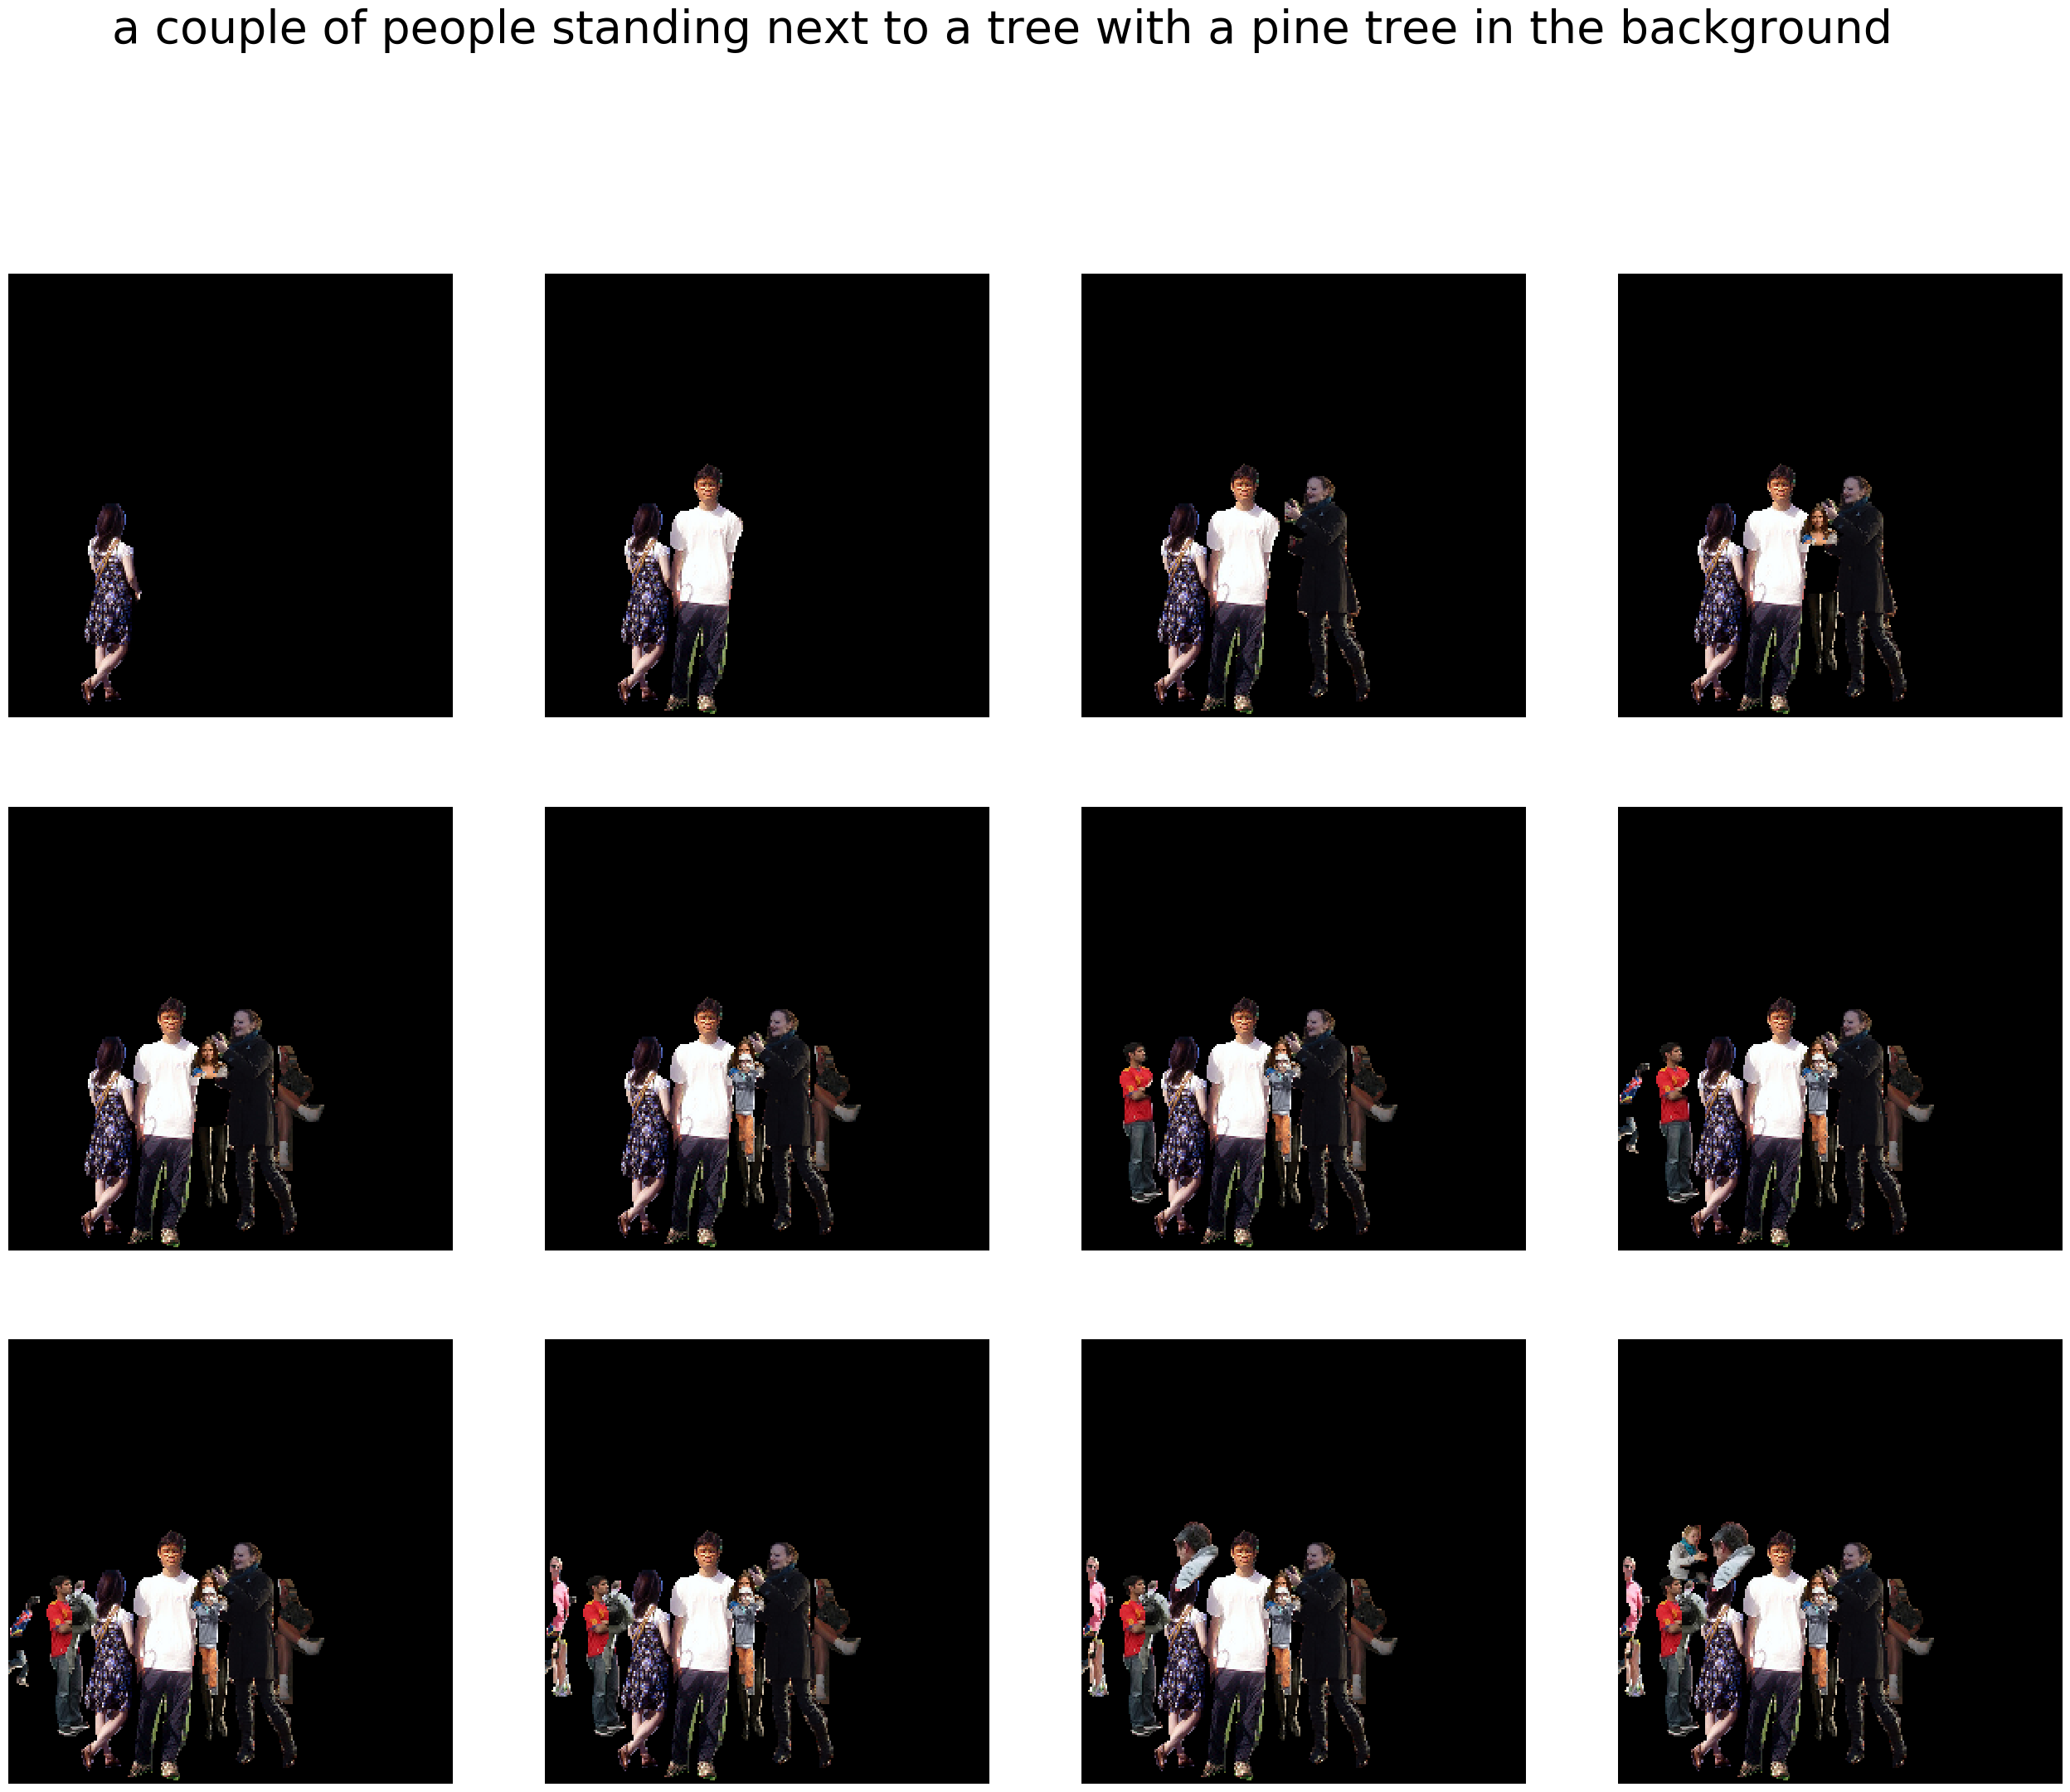 a couple of people standing next to a tree with a pine tree in the background